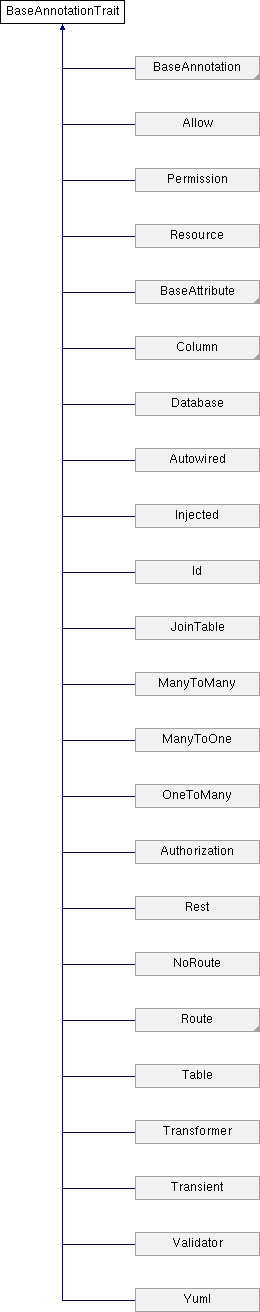 BaseAnnotationTrait
BaseAnnotation
Allow
Permission
Resource
BaseAttribute
Column
Database
Autowired
Injected
Id
JoinTable
ManyToMany
ManyToOne
OneToMany
Authorization
Rest
NoRoute
Route
Table
Transformer
Transient
Validator
Yuml